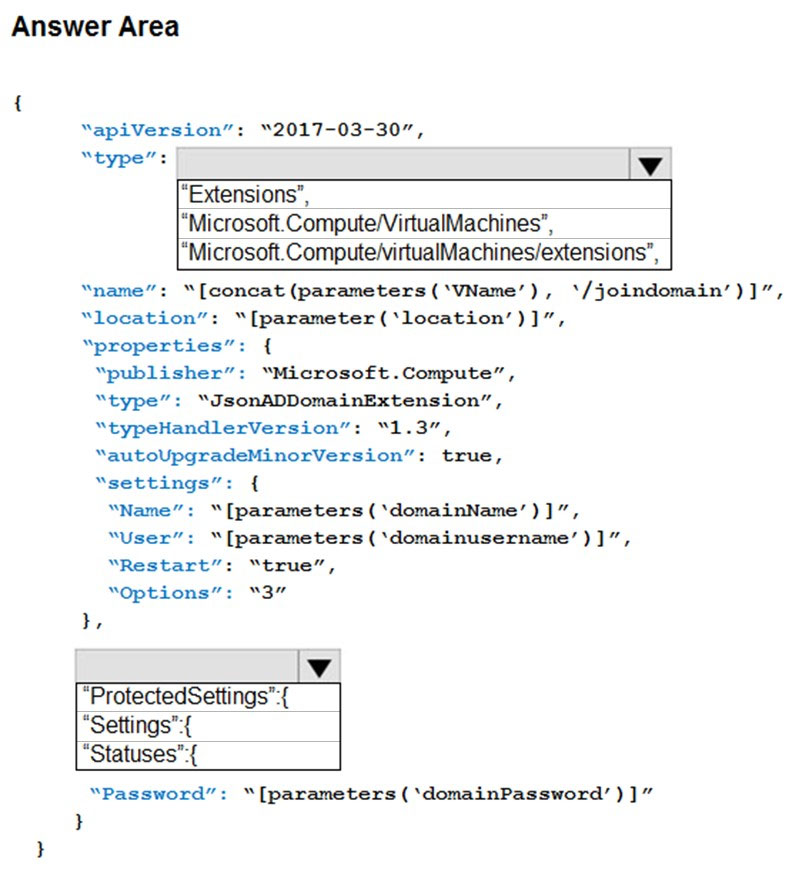 Answer Area
{
“apiVersion”: “2017-03-30”,
“type”:
“Extensions”,
“Microsoft.Compute/VirtualMachines”,
“Microsoft.Compute/virtualMachines/extensions”,
“name”: “[concat(parameters(‘VName’), ‘/joindomain’)]”,
“location”: “[parameter(‘location’)]”,
“properties”: {
“publisher”: “Microsoft.Compute”,
“type”: “JsonADDomainExtension”,
“typeHandlerVersion”: “1.3”,
“autoUpgradeMinorVersion”: true,
“settings”: {
“Name”: “[parameters(‘domainName’)]”,
“User”: “[parameters(‘domainusername’)]”,
“Restart”: “true”,
“Options”: “3”
},
“ProtectedSettings”:{
“Settings”:{
“Statuses”:{
“Password”: “[parameters(‘domainPassword’)]”
}
}